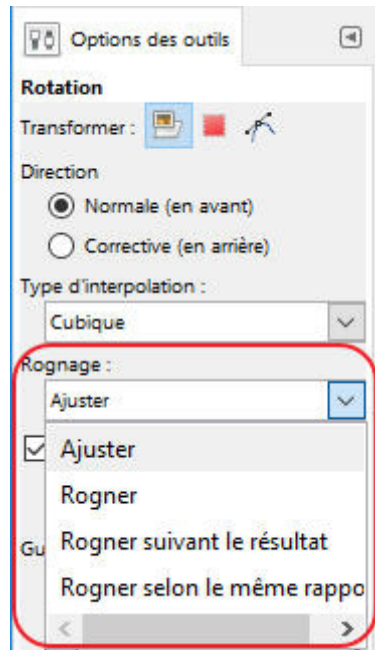 Options des outils
Rotation
Transformer :
Direction
Normale (en avant)
Corrective (en arrière)
Type d'interpolation :
Cubique
Rognage :
Ajuster
Ajuster
Rogner
Gu
Rogner suivant le résultat
Rogner selon le même rappo